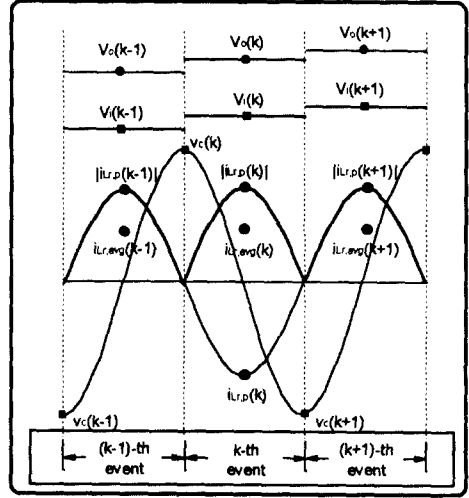 Vo(k-1) Vo(k) Vo(k+1)
Vi(k-1) Vi(k) Vi(k+1)
vc(k)
|iLr,p(k-1)| |iLr,p(k)| |iLr,p(k+1)|
iLr,avg(k-1) iLr,avg(k) iLr,avg(k+1)
iLr,p(k)
vc(k-1) vc(k+1)
(k-1)-th k-th (k+1)-th
event event event